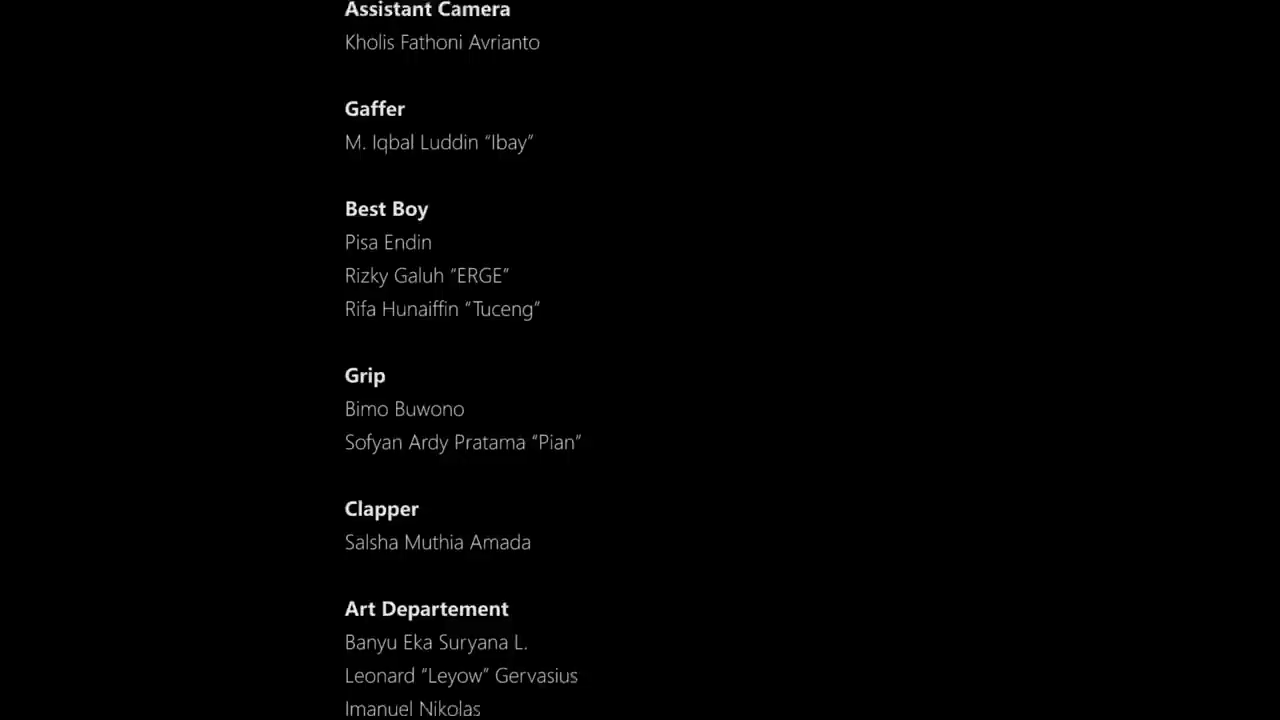 Assistant Camera
Kholis Fathoni Avrianto
Gaffer
M. Iqbal Luddin “Ibay”
Best Boy
Pisa Endin
Rizky Galuh “ERGE”
Rifa Hunaiffin “Tuceng”
Grip
Bimo Buwono
Sofyan Ardy Pratama “Pian”
Clapper
Salsha Muthia Amada
Art Departement
Banyu Eka Suryana L.
Leonard “Leyow” Gervasius
Imanuel Nikolas